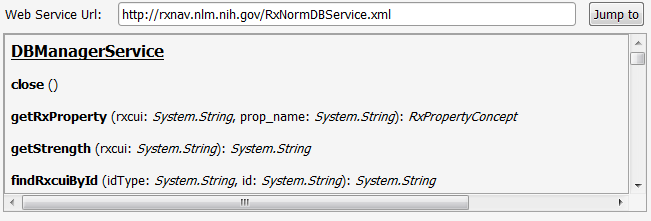 Web Service Url: http://rxnav.nlm.nih.gov/RxNormDBService.xml Jump to
DBManagerService
close ()
getRxProperty (rxcui: System.String, prop_name: System.String): RxPropertyConcept
getStrength (rxcui: System.String): System.String
findRxcuiById (idType: System.String, id: System.String): System.String